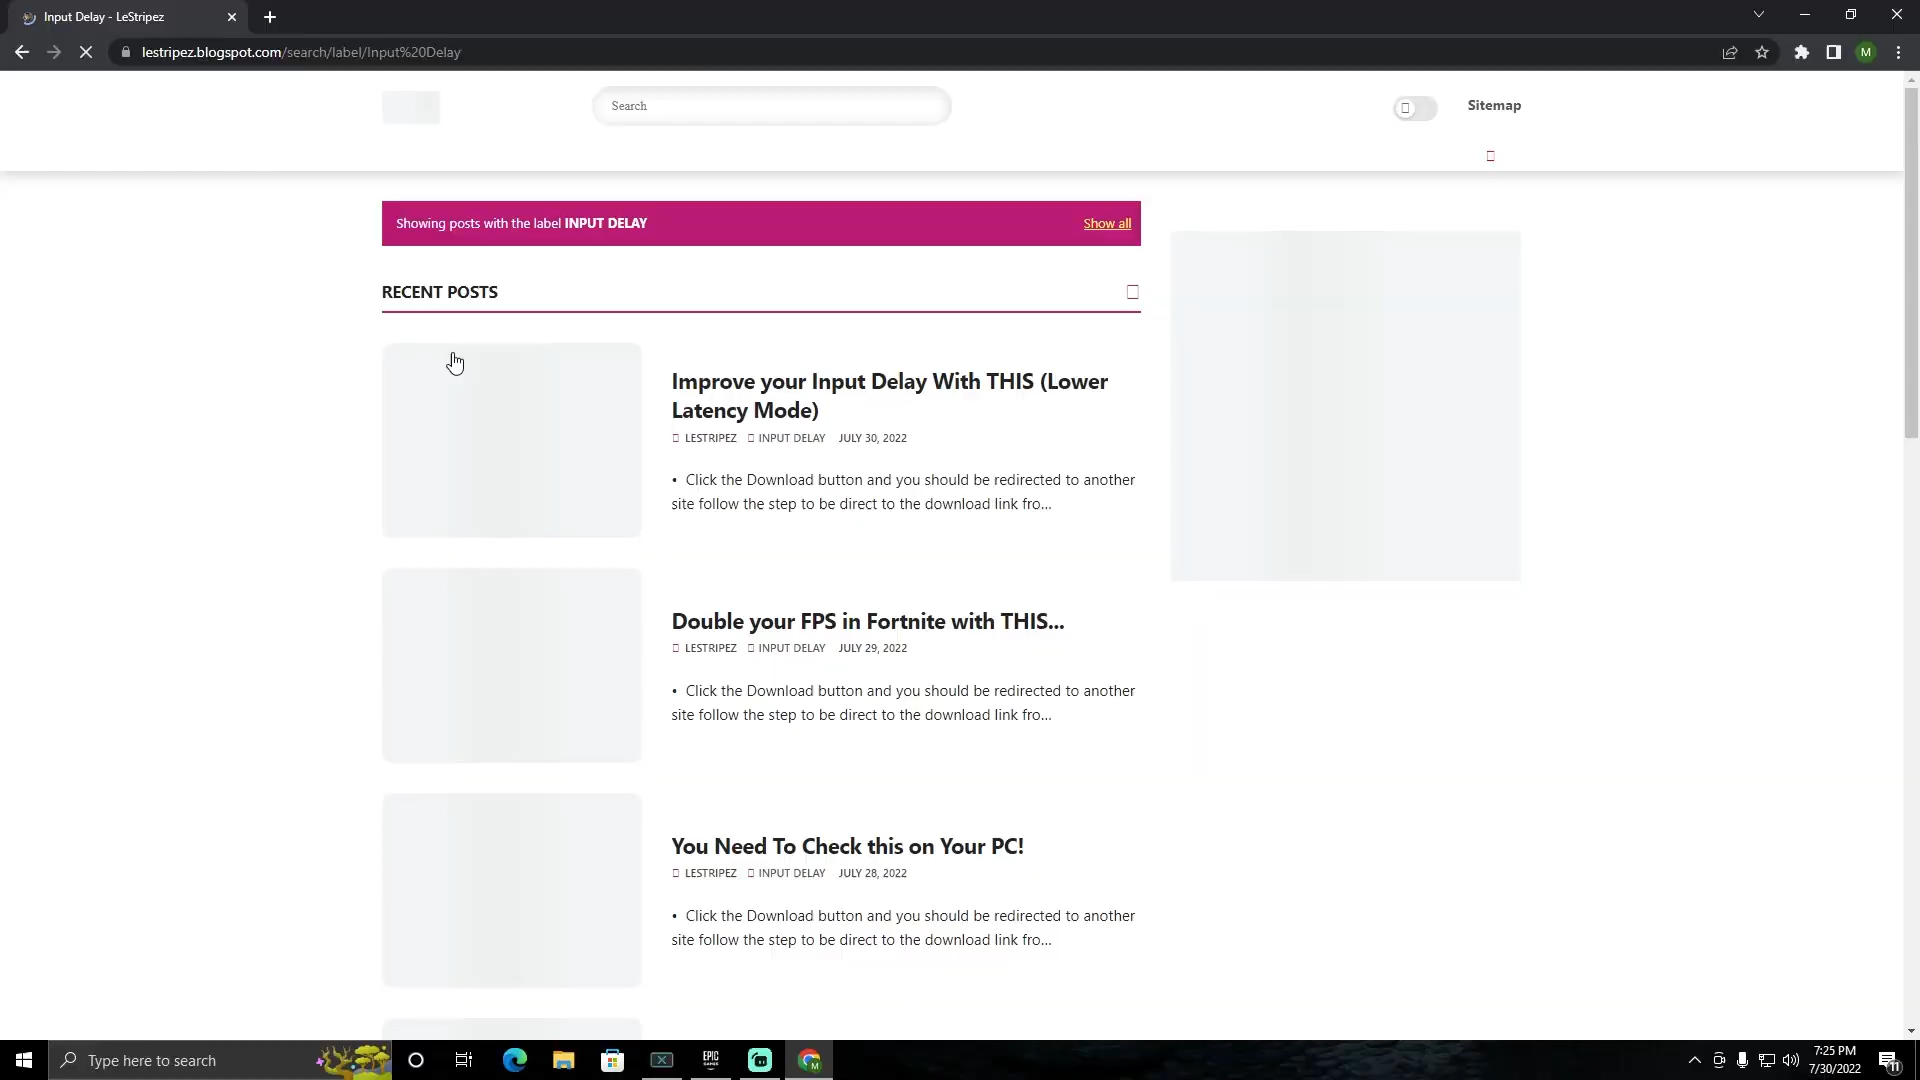 Input Delay - LeStripez
lestripez.blogspot.com/search/label/Input%20Delay
M
Search
Sitemap
Showing posts with the label INPUT DELAY
Show all
RECENT POSTS
Improve your Input Delay With THIS (Lower
Latency Mode)
LESTRIPEZ INPUT DELAY JULY 30, 2022
• Click the Download button and you should be redirected to another
site follow the step to be direct to the download link fro...
Double your FPS in Fortnite with THIS...
LESTRIPEZ INPUT DELAY JULY 29, 2022
• Click the Download button and you should be redirected to another
site follow the step to be direct to the download link fro...
You Need To Check this on Your PC!
LESTRIPEZ INPUT DELAY JULY 28, 2022
• Click the Download button and you should be redirected to another
site follow the step to be direct to the download link fro...
Type here to search
EPIC
GAMES
M
7:25 PM
7/30/2022
11